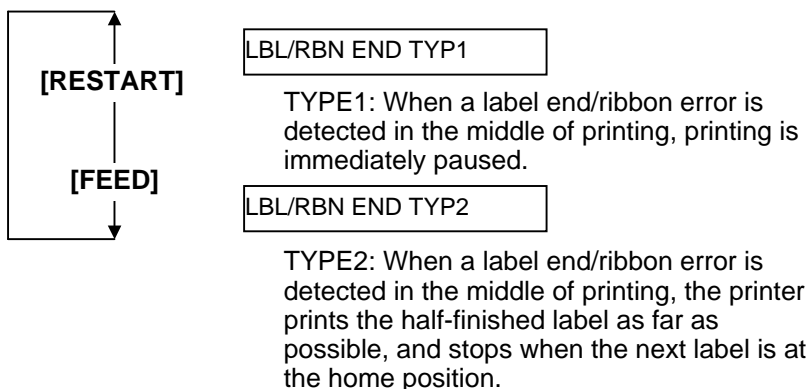 [RESTART]
[FEED]
LBL/RBN END TYP1
TYPE1: When a label end/ribbon error is
detected in the middle of printing, printing is
immediately paused.
LBL/RBN END TYP2
TYPE2: When a label end/ribbon error is
detected in the middle of printing, the printer
prints the half-finished label as far as
possible, and stops when the next label is at
the home position.